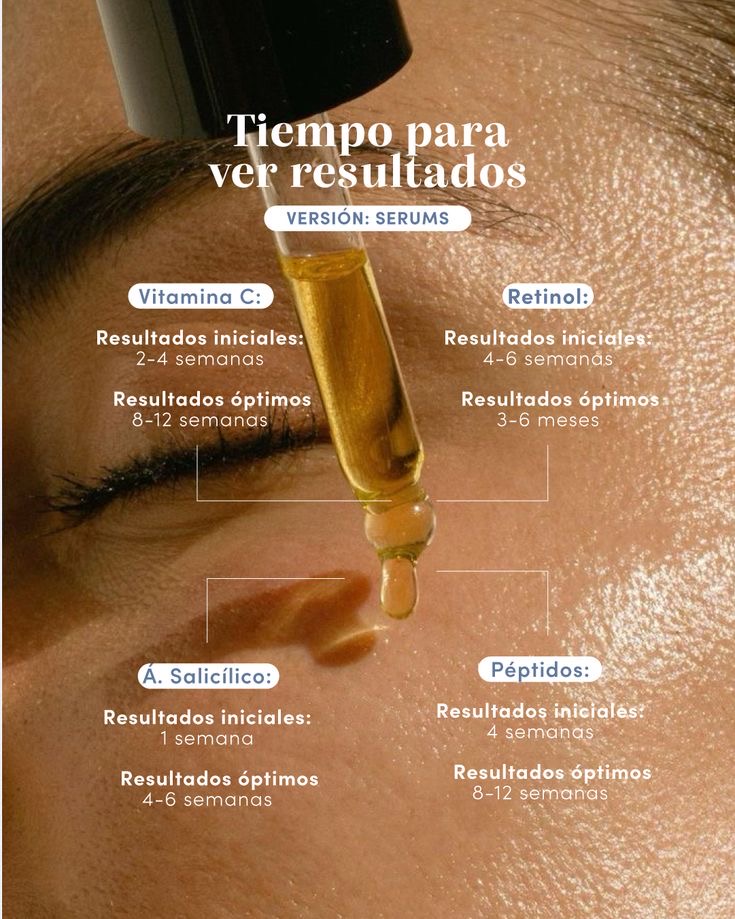 Tiempo para
ver resultados
VERSIÓN: SERUMS
Vitamina C:
Resultados iniciales:
2-4 semanas
Resultados óptimos
8-12 semanas
Retinol:
Resultados iniciales:
4-6 semanas
Resultados óptimos
3-6 meses
Á. Salicílico:
Resultados iniciales:
1 semana
Resultados óptimos
4-6 semanas
Péptidos:
Resultados iniciales:
4 semanas
Resultados óptimos
8-12 semanas